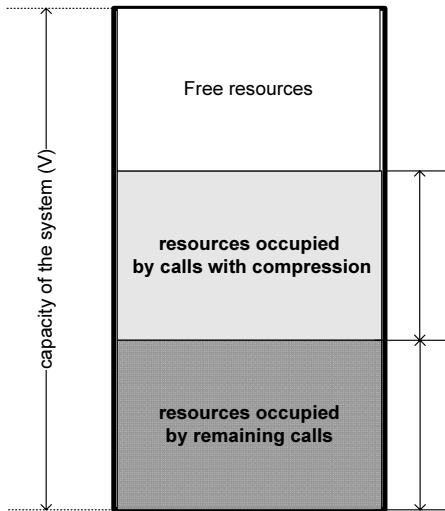 Free resources
capacity of the system (V)
resources occupied
by calls with compression
resources occupied
by remaining calls